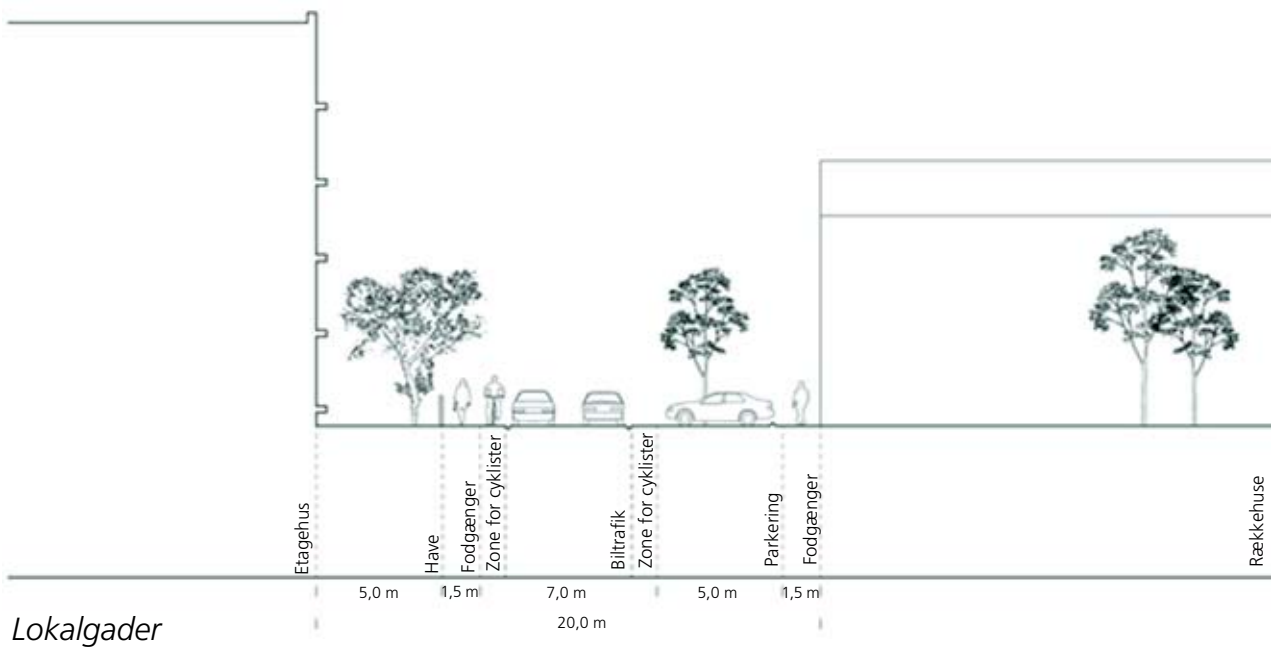 Etagehus
Have
Fodgænger
Zone for cyklister
Biltrafik
Zone for cyklister
Parkering
Fodgænger
Rækkehuse
5,0 m
1,5 m
7,0 m
5,0 m
1,5 m
20,0 m
Lokalgader